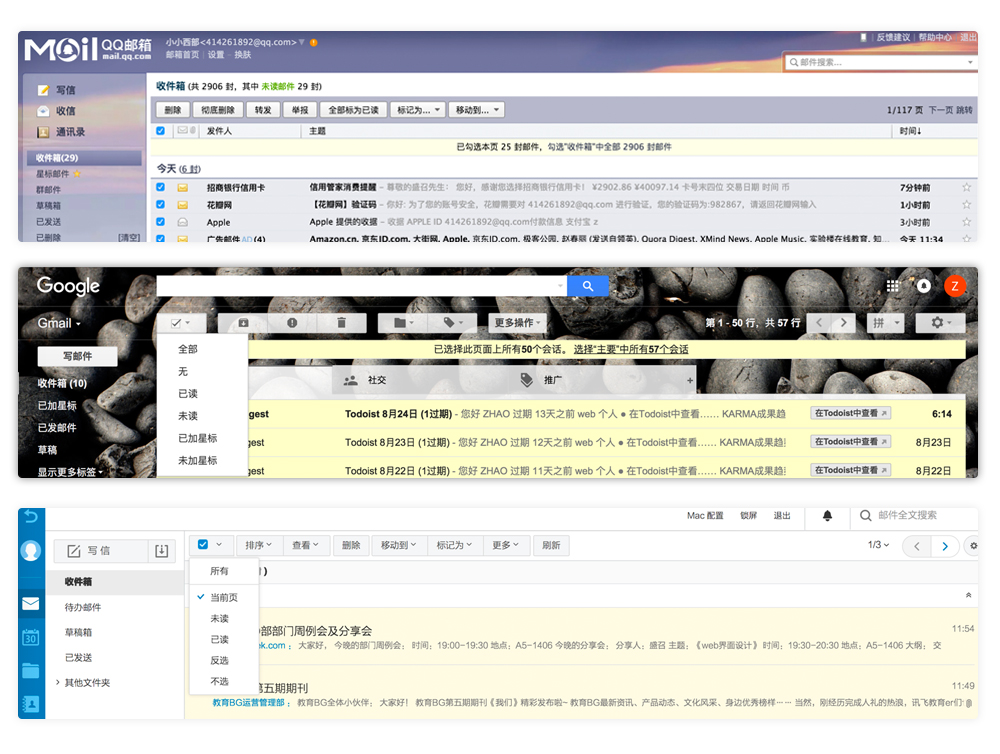 MOil QQ邮箱 mail.qq.com
小小西部<414261892@qq.com>
邮箱首页 | 设置 - 换肤
反馈建议 | 帮助中心 退出
邮件搜索...
写信
收信
通讯录
收件箱(29)
星标邮件
群邮件
草稿箱
已发送
已删除 [清空]
收件箱 (共 2906 封, 其中 未读邮件 29 封)
删除 彻底删除 转发 举报 全部标为已读 标记为... 移动到... 1/117 页 下一页 跳转
发件人 主题 时间↓
已勾选本页 25 封邮件，勾选"收件箱"中全部 2906 封邮件
今天 (6 封)
招商银行信用卡 信用管家消费提醒 - 尊敬的盛召先生： 您好，感谢您选择招商银行信用卡！ ¥2902.86 ¥40097.14 卡号末四位 交易日期 时间 币 7分钟前
花瓣网 【花瓣网】验证码 - 你好: 为了您的账号安全，花瓣需要对 414261892@qq.com 进行验证。您的验证码为:982867，请返回花瓣网输入 1小时前
Apple Apple 提供的收据 - 收据 APPLE ID 414261892@qq.com付款信息 支付宝 z 3小时前
广告邮件AD (4) Amazon.cn, 京东JD.com, 大街网, Apple, 京东JD.com, 极客公园, 赵春丽 (发送自领英), Quora Digest, XMind News, Apple Music, 实验楼在线教育, 知... 今天 11:34
Google
Z
Gmail
更多操作
第 1 - 50 行，共 57 行
拼
写邮件
收件箱 (10)
已加星标
已发邮件
草稿
显示更多标签
全部
无
已读
未读
已加星标
未加星标
已选择此页面上所有50个会话。 选择"主要"中所有57个会话
社交 推广 +
gest Todoist 8月24日 (1过期) - 您好 ZHAO 过期 13天之前 web 个人 ● 在Todoist中查看…… KARMA成果趋 在Todoist中查看 6:14
gest Todoist 8月23日 (1过期) - 您好 ZHAO 过期 12天之前 web 个人 ● 在Todoist中查看…… KARMA成果趋 在Todoist中查看 8月23日
gest Todoist 8月22日 (1过期) - 您好 ZHAO 过期 11天之前 web 个人 ● 在Todoist中查看…… KARMA成果趋 在Todoist中查看 8月22日
Mac 配置 锁屏 退出 邮件全文搜索
写 信
30
收件箱
待办邮件
草稿箱
已发送
其他文件夹
排序 查看 删除 移动到 标记为 更多 刷新 1/3
所有
当前页
未读
已读
反选
不选
)
部部门周例会及分享会 11:54
k.com ； 大家好， 今晚的部门周例会； 时间；19:00-19:30 地点；A5-1406 今晚的分享会； 分享人；盛召 主题；《web界面设计》 时间；19:30-20:30 地点；A5-1406 大纲； 交
第五期期刊 11:49
教育BG运营管理部 ； 教育BG全体小伙伴； 大家好！ 教育BG第五期期刊《我们》精彩发布啦~ 教育BG最新资讯、产品动态、文化风采、身边优秀榜样…… 当然，刚经历完成人礼的热浪，讯飞教育er们